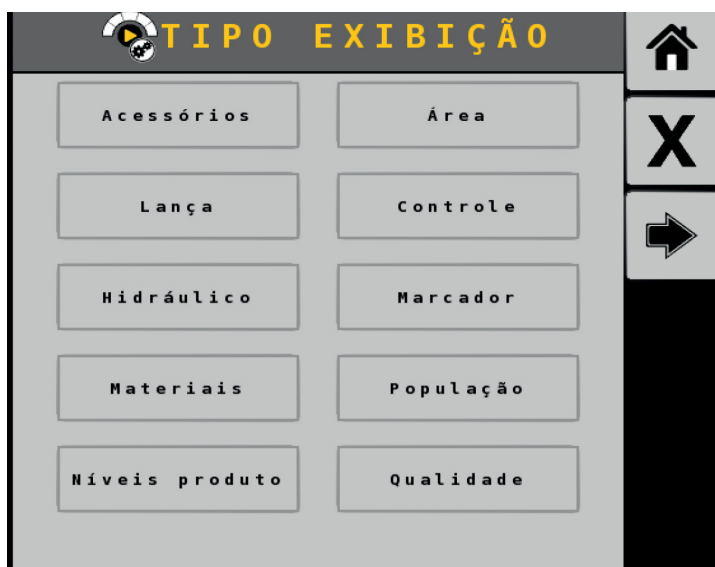 TIPO EXIBIÇÃO
Acessórios Área
Lança Controle
Hidráulico Marcador
Materiais População
Níveis produto Qualidade
X